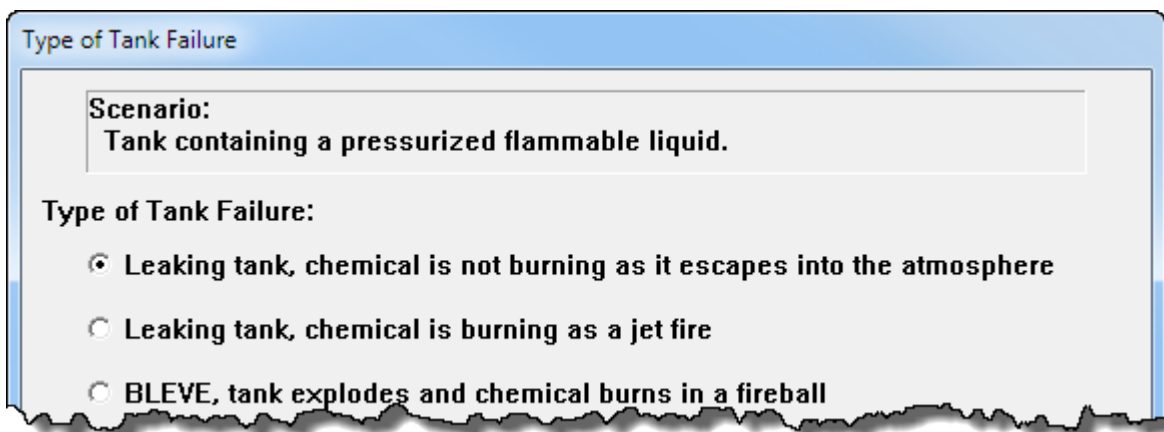 Type of Tank Failure
Scenario:
Tank containing a pressurized flammable liquid.
Type of Tank Failure:
Leaking tank, chemical is not burning as it escapes into the atmosphere
Leaking tank, chemical is burning as a jet fire
BLEVE, tank explodes and chemical burns in a fireball